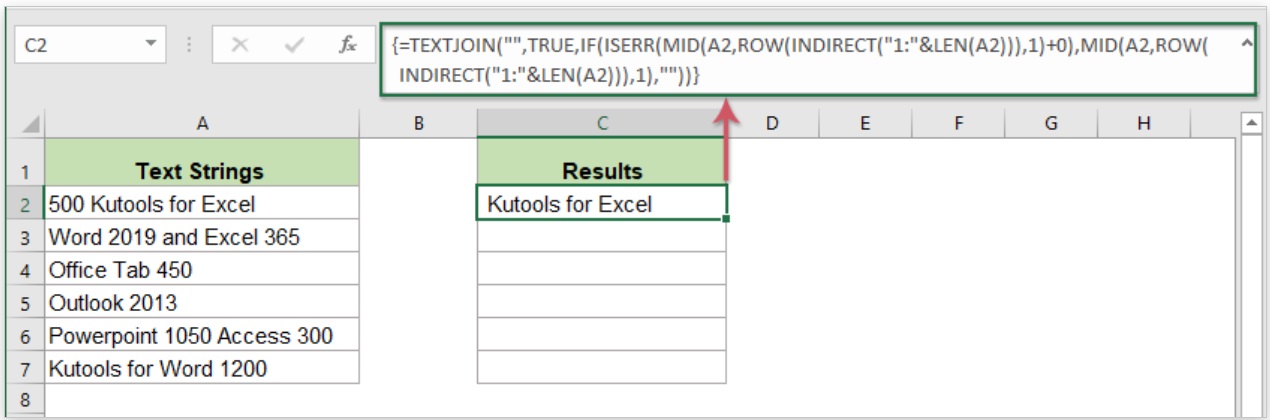 C2 fx {=TEXTJOIN("",TRUE,IF(ISERR(MID(A2,ROW(INDIRECT("1:"&LEN(A2))),1)+0),MID(A2,ROW(
INDIRECT("1:"&LEN(A2))),1),""))}
A B C D E F G H
1 Text Strings Results
2 500 Kutools for Excel Kutools for Excel
3 Word 2019 and Excel 365
4 Office Tab 450
5 Outlook 2013
6 Powerpoint 1050 Access 300
7 Kutools for Word 1200
8